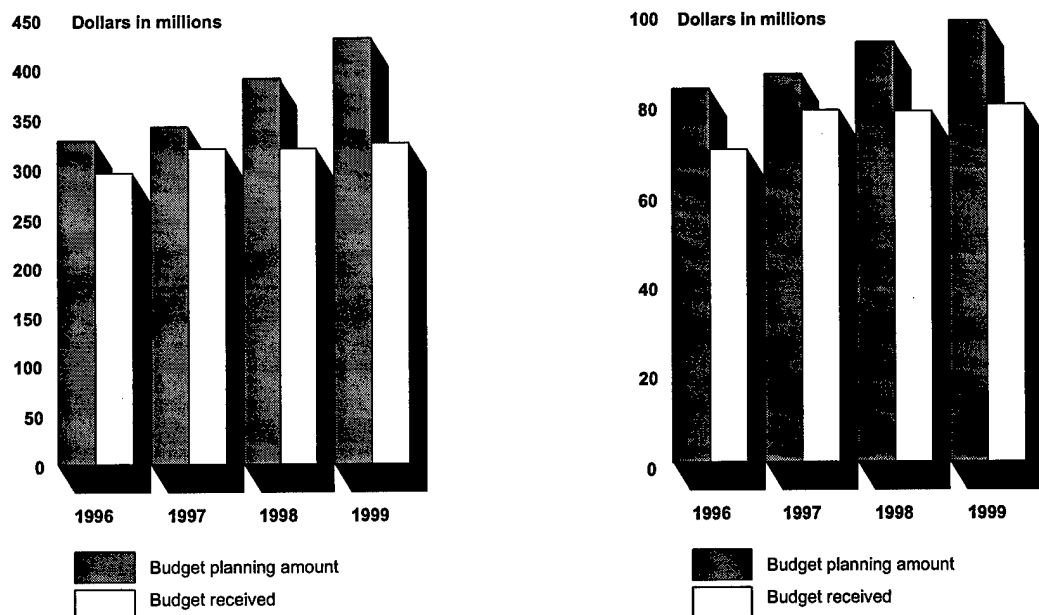 Dollars in millions
450
400
350
300
250
200
150
100
50
0
1996 1997 1998 1999
Budget planning amount
Budget received
Dollars in millions
100
80
60
40
20
0
1996 1997 1998 1999
Budget planning amount
Budget received